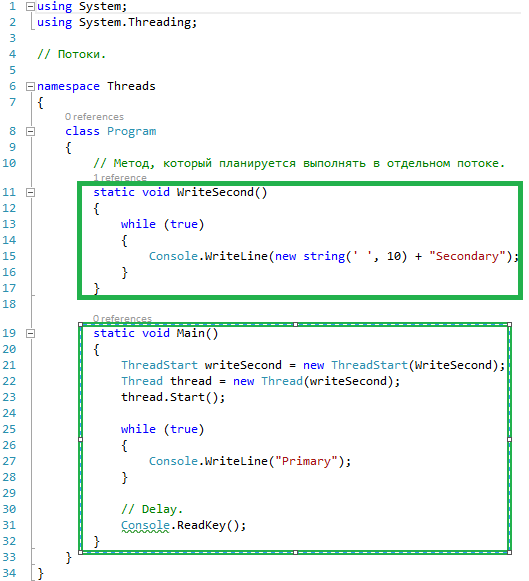 1 using System;
2 using System.Threading;
3
4 // Потоки.
5
6 namespace Threads
7 {
0 references
8 class Program
9 {
10 // Метод, который планируется выполнять в отдельном потоке.
1 reference
11 static void WriteSecond()
12 {
13 while (true)
14 {
15 Console.WriteLine(new string(' ', 10) + "Secondary");
16 }
17 }
18
0 references
19 static void Main()
20 {
21 ThreadStart writeSecond = new ThreadStart(WriteSecond);
22 Thread thread = new Thread(writeSecond);
23 thread.Start();
24
25 while (true)
26 {
27 Console.WriteLine("Primary");
28 }
29
30 // Delay.
31 Console.ReadKey();
32 }
33 }
34 }